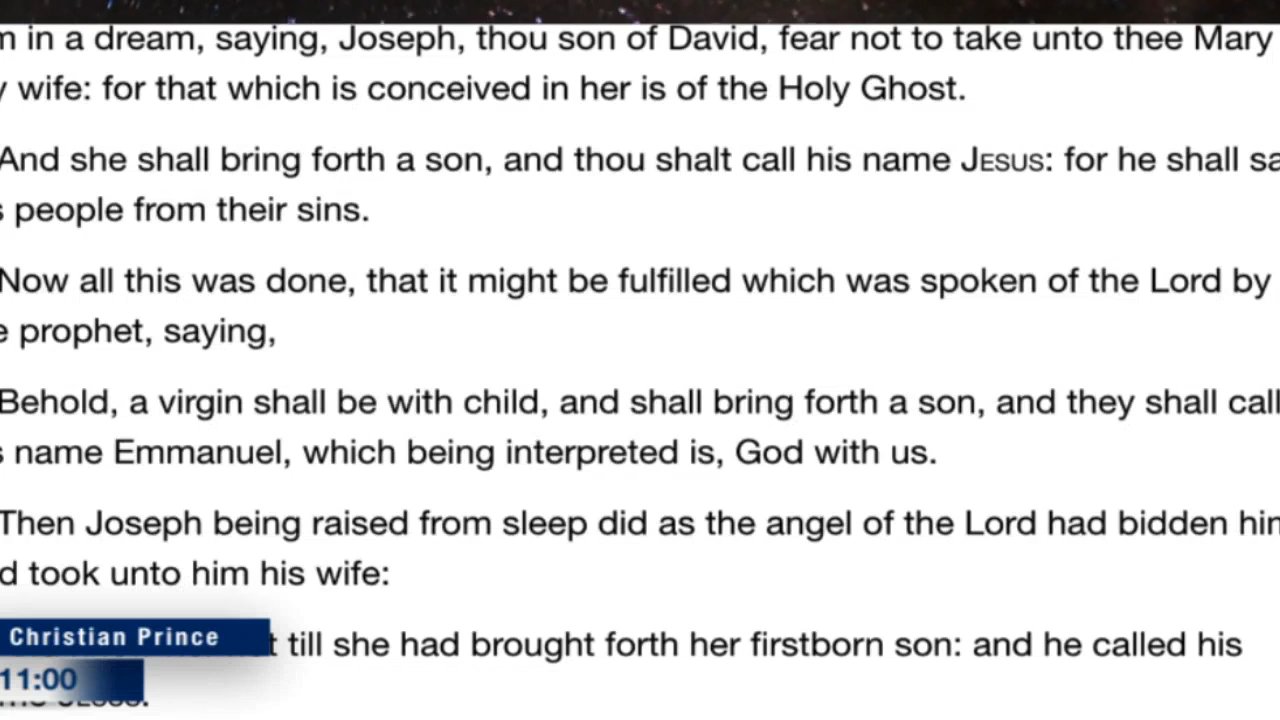 in a dream, saying, Joseph, thou son of David, fear not to take unto thee Mary
wife: for that which is conceived in her is of the Holy Ghost.
And she shall bring forth a son, and thou shalt call his name JESUS: for he shall
people from their sins.
Now all this was done, that it might be fulfilled which was spoken of the Lord by
prophet, saying,
Behold, a virgin shall be with child, and shall bring forth a son, and they shall call
name Emmanuel, which being interpreted is, God with us.
Then Joseph being raised from sleep did as the angel of the Lord had bidden
took unto him his wife:
Christian Prince
till she had brought forth her firstborn son: and he called his
11:00